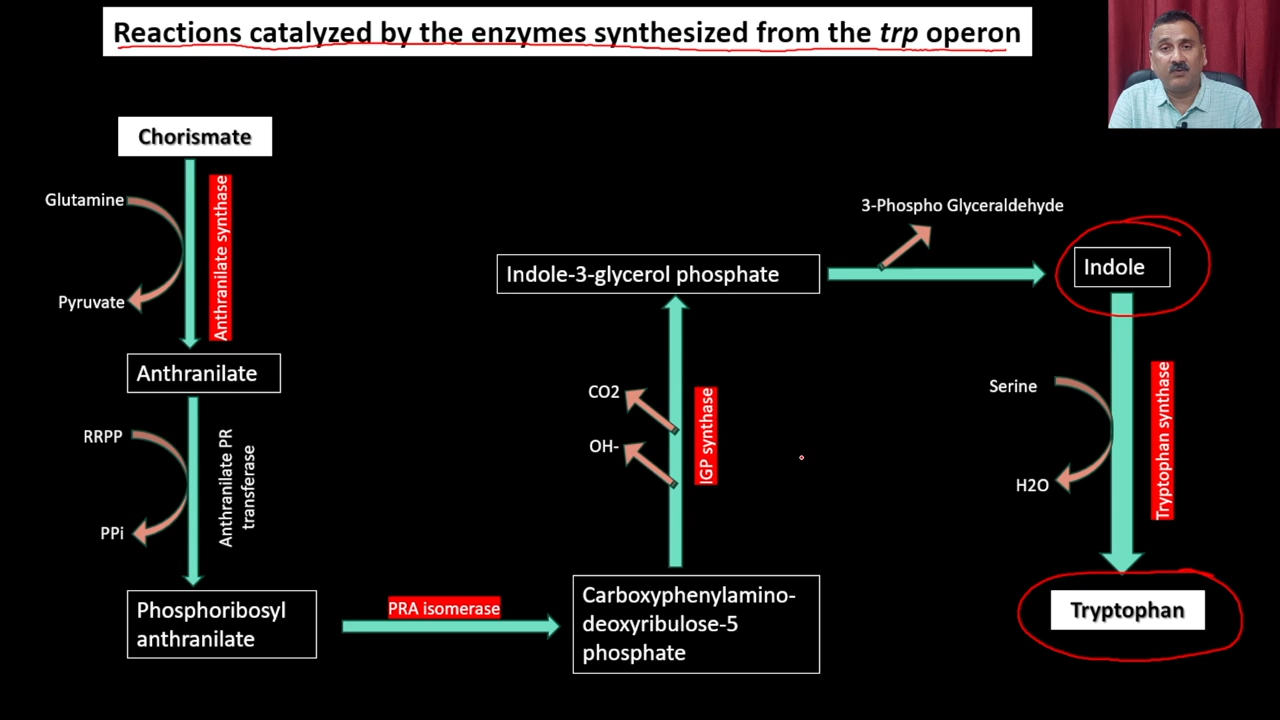 Reactions catalyzed by the enzymes synthesized from the trp operon
Chorismate
Glutamine
Anthranilate synthase
Pyruvate
Anthranilate
RRPP
Anthranilate PR
transferase
PPi
Phosphoribosyl
anthranilate
PRA isomerase
Carboxyphenylamino-
deoxyribulose-5
phosphate
CO2
OH-
IGP synthase
Indole-3-glycerol phosphate
3-Phospho Glyceraldehyde
Indole
Serine
Tryptophan synthase
H2O
Tryptophan